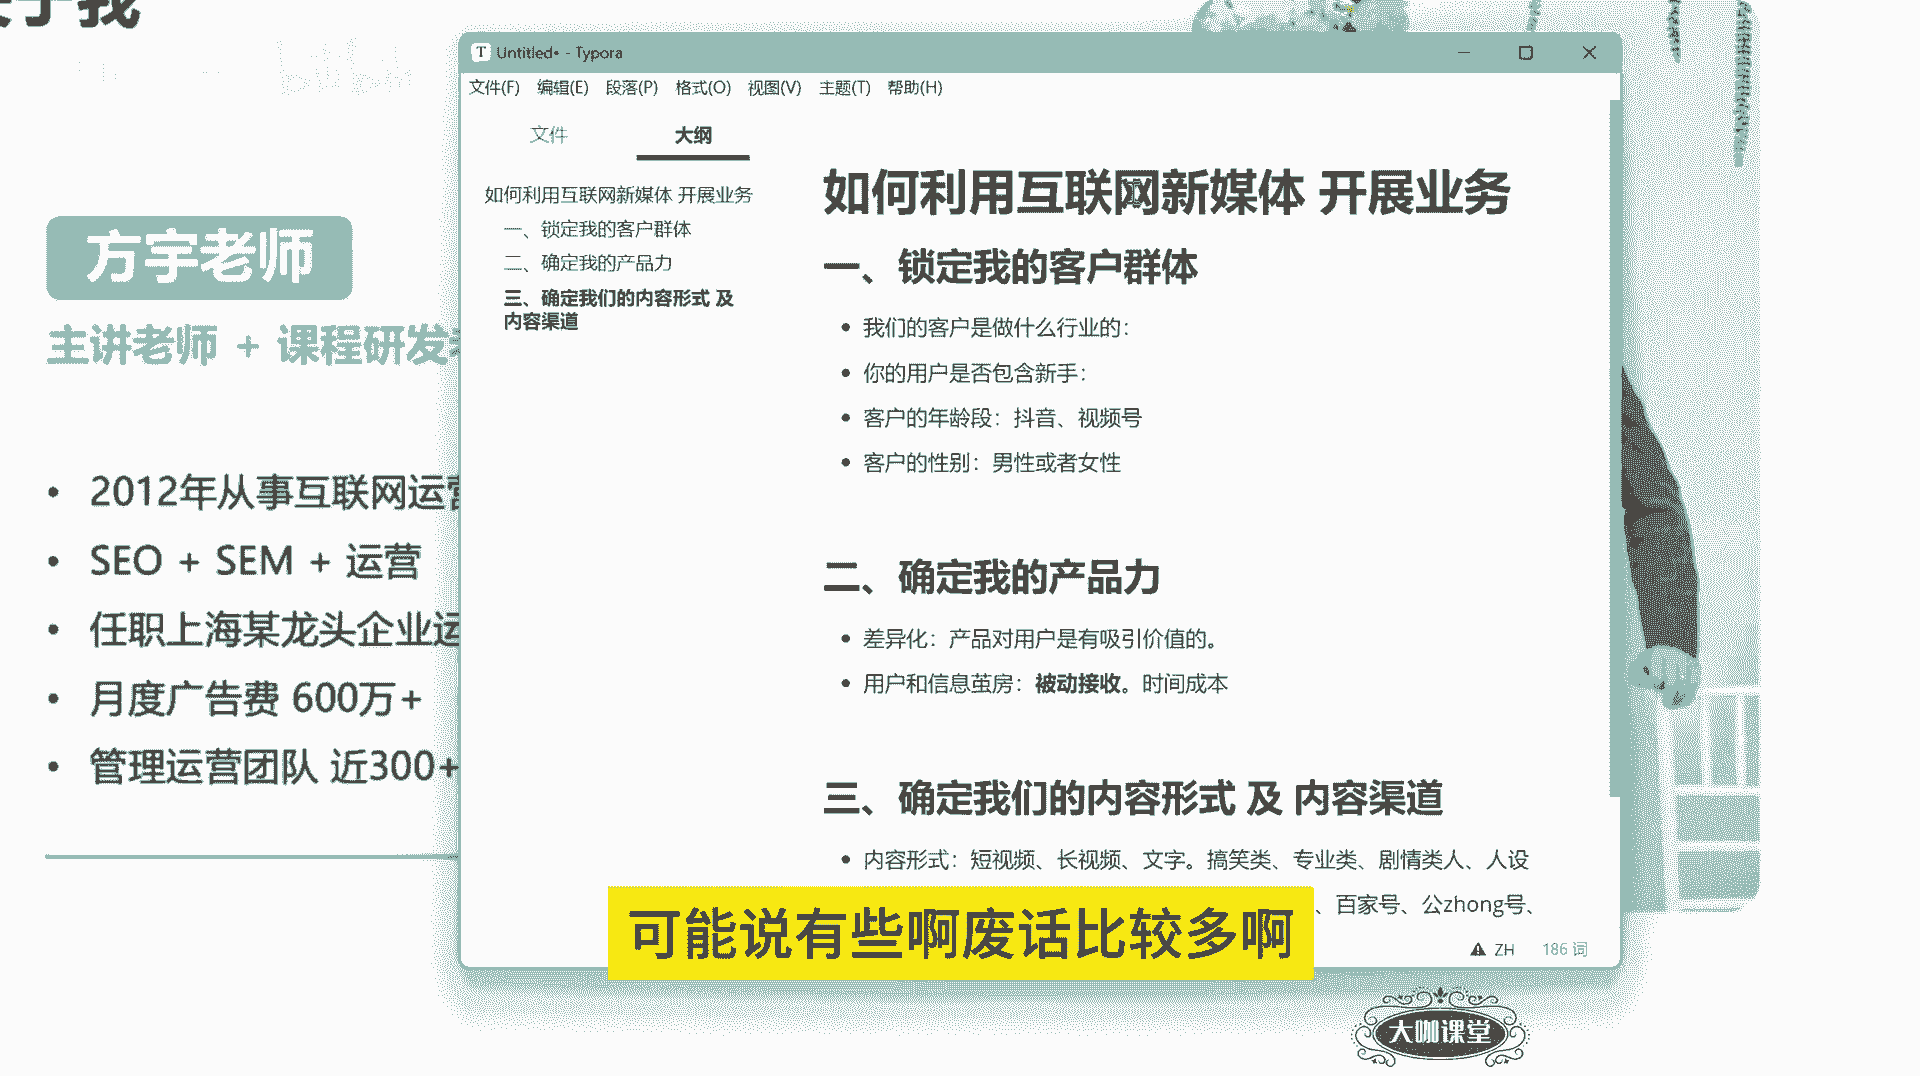 于我
bilibili
方宇老师
主讲老师 + 课程研发
2012年从事互联网运营
SEO + SEM + 运营
任职上海某龙头企业运
月度广告费 600万+
管理运营团队 近300+
Untitled• - Typora
文件(F) 编辑(E) 段落(P) 格式(O) 视图(V) 主题(T) 帮助(H)
文件 大纲
如何利用互联网新媒体 开展业务
一、锁定我的客户群体
二、确定我的产品力
三、确定我们的内容形式 及
内容渠道
如何利用互联网新媒体 开展业务
一、锁定我的客户群体
我们的客户是做什么行业的：
你的用户是否包含新手：
客户的年龄段：抖音、视频号
客户的性别：男性或者女性
二、确定我的产品力
差异化：产品对用户是有吸引价值的。
用户和信息茧房：被动接收。时间成本
三、确定我们的内容形式 及 内容渠道
内容形式：短视频、长视频、文字。搞笑类、专业类、剧情类人、人设
、百家号、公zhong号、
可能说有些啊废话比较多啊
ZH 186 词
大咖课堂